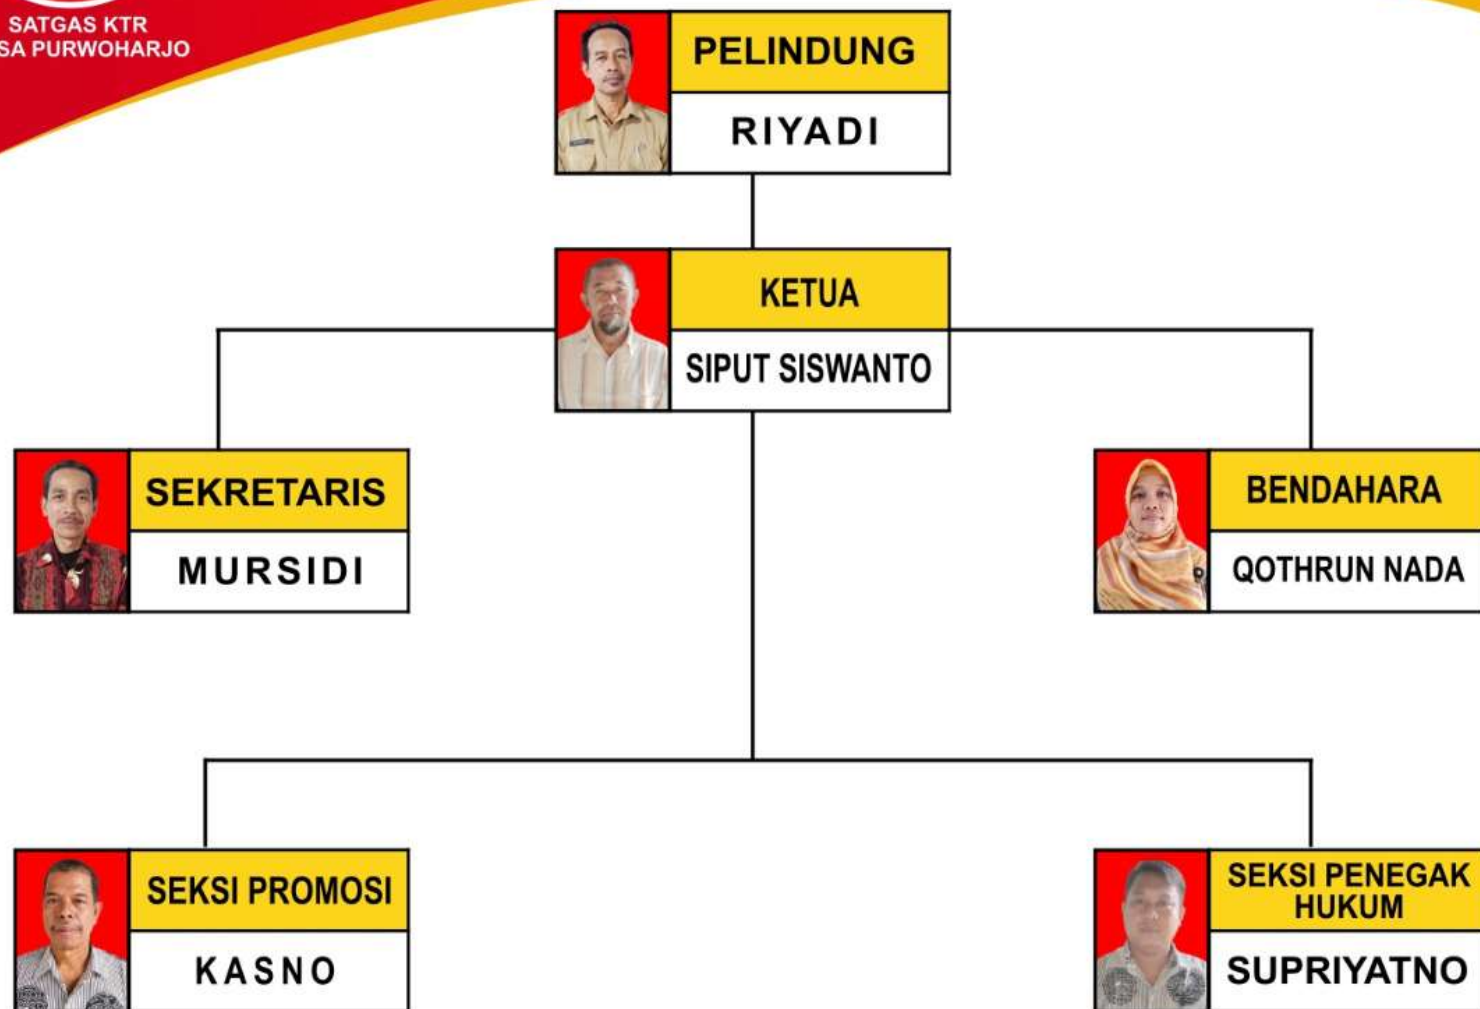 SATGAS KTR
SA PURWOHARJO
PELINDUNG
RIYADI
KETUA
SIPUT SISWANTO
SEKRETARIS
MURSIDI
BENDAHARA
QOTHRUN NADA
SEKSI PROMOSI
KASNO
SEKSI PENEGAK
HUKUM
SUPRIYATNO